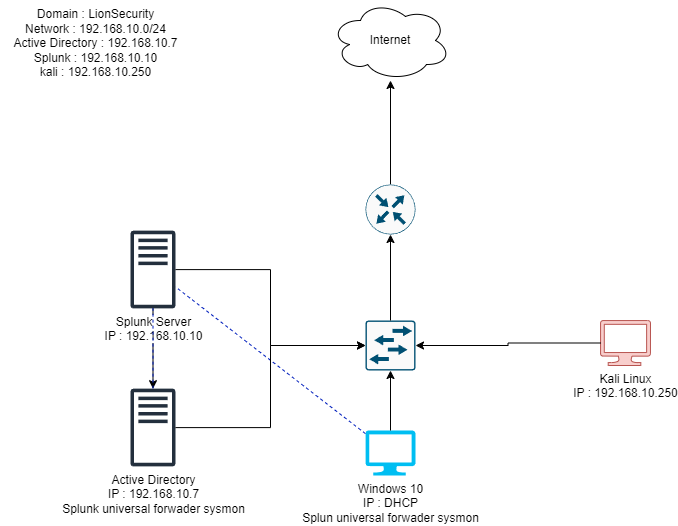 Domain : LionSecurity
Network : 192.168.10.0/24
Active Directory : 192.168.10.7
Splunk : 192.168.10.10
kali : 192.168.10.250
Internet
Splunk Server
IP : 192.168.10.10
Kali Linux
IP : 192.168.10.250
Active Directory
IP : 192.168.10.7
Splunk universal forwader sysmon
Windows 10
IP : DHCP
Splun universal forwader sysmon